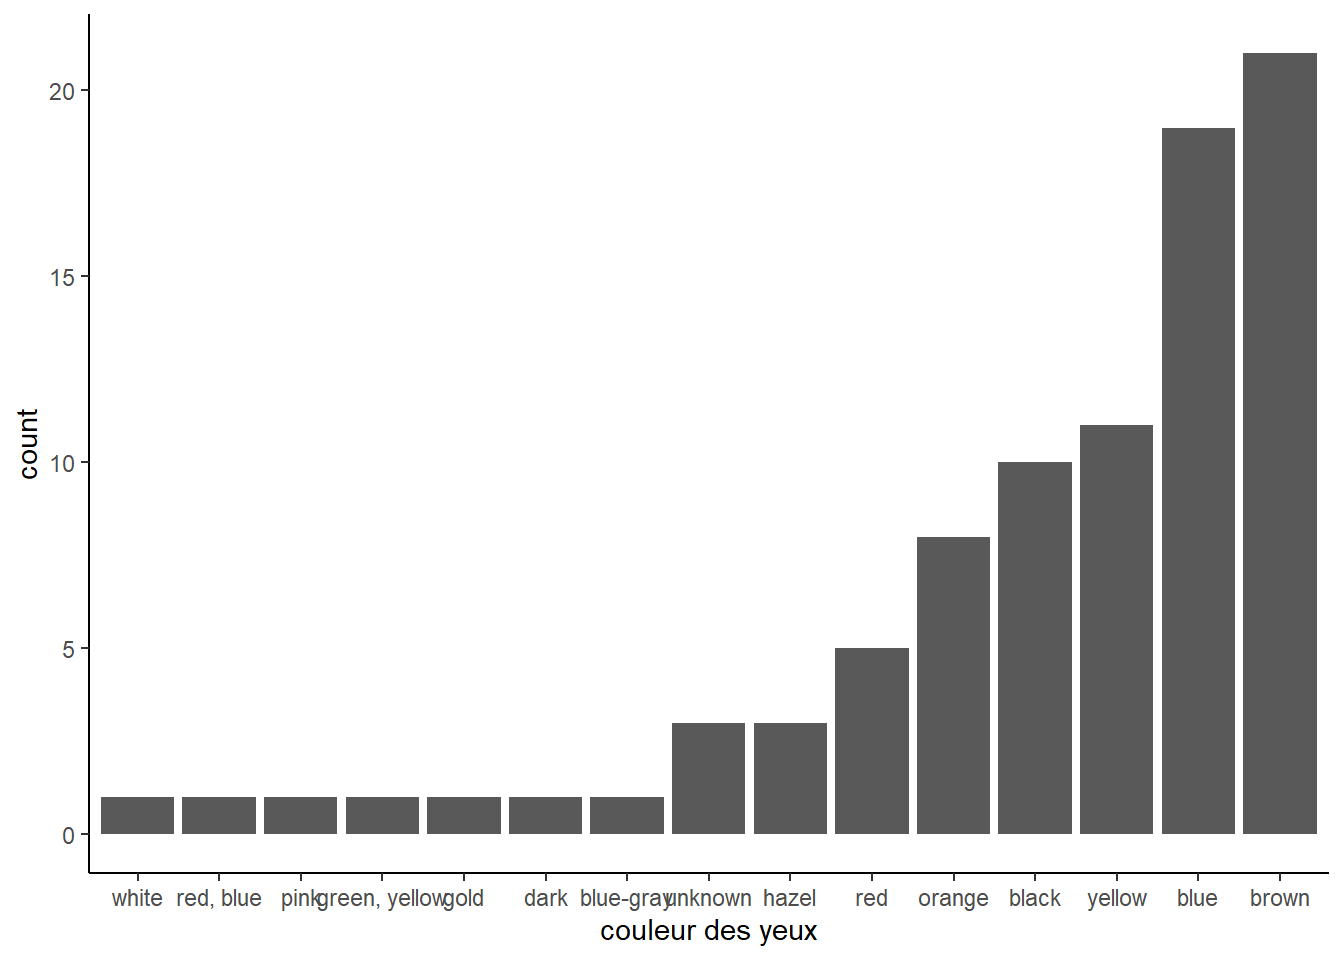 20
15
10
5
0
count
white red, blue pink green, yellow gold dark blue-gray unknown hazel red orange black yellow blue brown
couleur des yeux